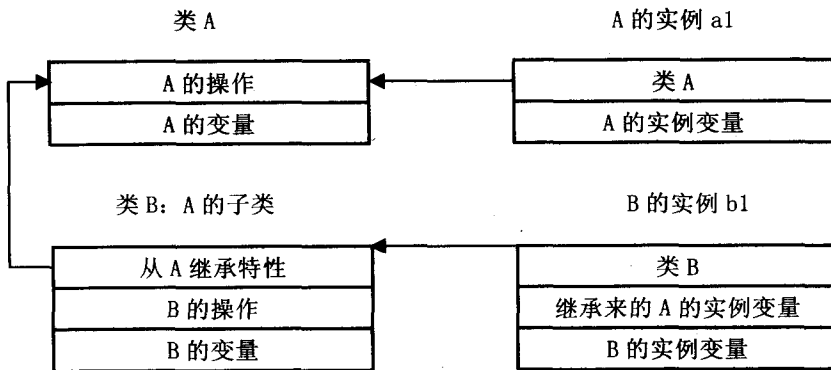 类 A
A 的实例 a1
A 的操作
A 的变量
类 A
A 的实例变量
类 B：A 的子类
B 的实例 b1
从 A 继承特性
B 的操作
B 的变量
类 B
继承来的 A 的实例变量
B 的实例变量